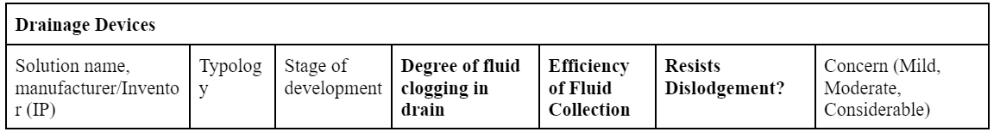 Drainage Devices
Solution name,
manufacturer/Invento
r (IP)
Typolog
y
Stage of
development
Degree of fluid
clogging in
drain
Efficiency
of Fluid
Collection
Resists
Dislodgement?
Concern (Mild,
Moderate,
Considerable)